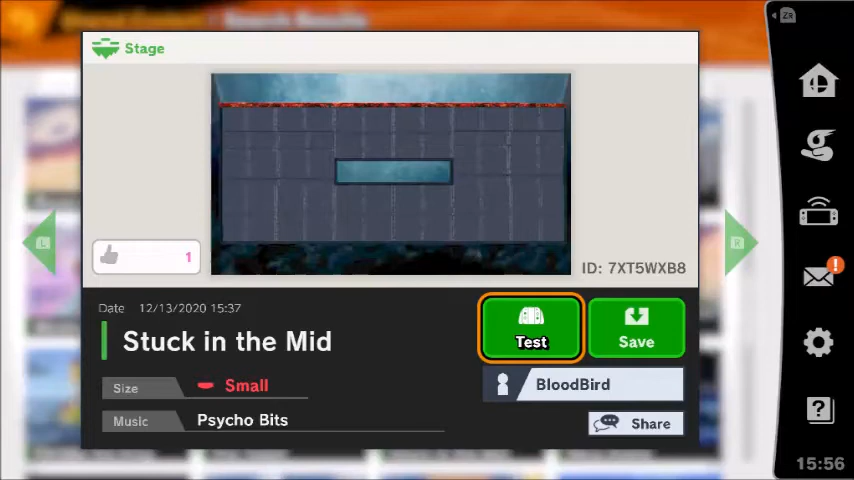 ZR
Stage
L
R
1
ID: 7XT5WXB8
Date 12/13/2020 15:37
Stuck in the Mid
Test
Save
Size Small
BloodBird
Music Psycho Bits
Share
15:56